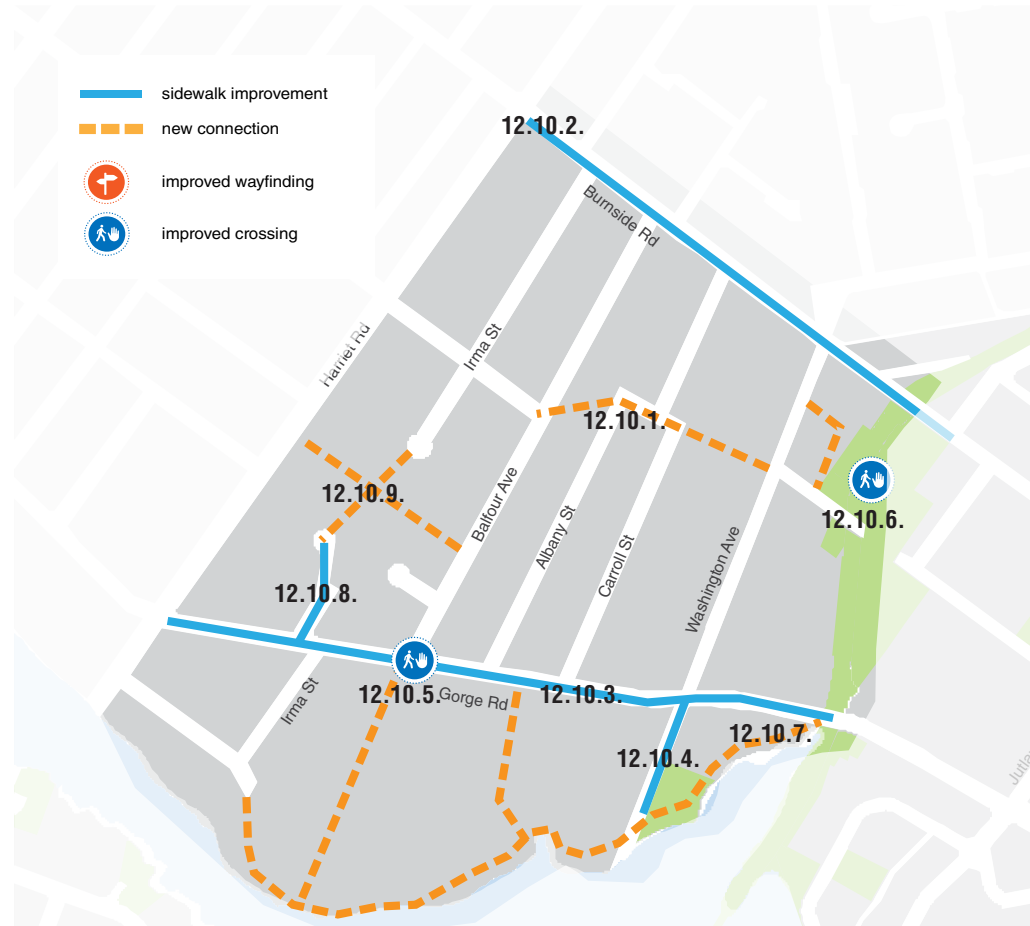 sidewalk improvement
new connection
improved wayfinding
improved crossing
12.10.2.
Burnside Rd
Harriet Rd
Irma St
12.10.1.
12.10.9.
Balfour Ave
12.10.6.
Albany St
Carroll St
Washington Ave
12.10.8.
12.10.5.
Gorge Rd
12.10.3.
Irma St
12.10.7.
12.10.4.